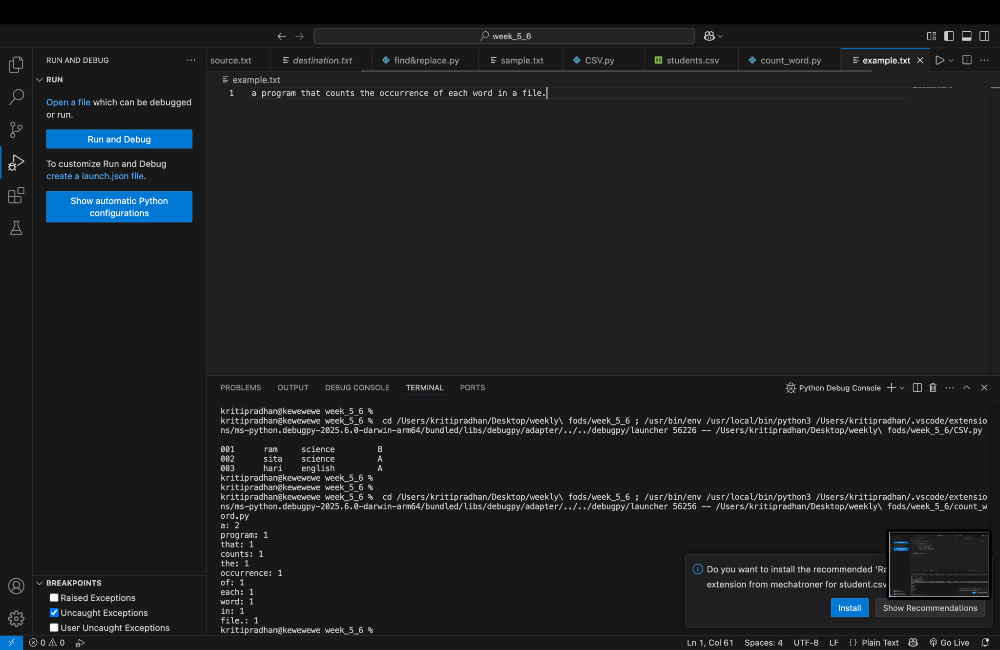 week_5_6
RUN AND DEBUG
source.txt
destination.txt
find&replace.py
sample.txt
CSV.py
students.csv
count_word.py
example.txt
RUN
Open a file which can be debugged
or run.
Run and Debug
To customize Run and Debug
create a launch.json file.
Show automatic Python
configurations
example.txt
1 a program that counts the occurrence of each word in a file.
PROBLEMS OUTPUT DEBUG CONSOLE TERMINAL PORTS
Python Debug Console
kritipradhan@kewewewe week_5_6 %
kritipradhan@kewewewe week_5_6 % cd /Users/kritipradhan/Desktop/weekly\ fods/week_5_6 ; /usr/bin/env /usr/local/bin/python3 /Users/kritipradhan/.vscode/extensio
ns/ms-python.debugpy-2025.6.0-darwin-arm64/bundled/libs/debugpy/adapter/../../debugpy/launcher 56226 -- /Users/kritipradhan/Desktop/weekly\ fods/week_5_6/CSV.py
001 ram science B
002 sita science A
003 hari english A
kritipradhan@kewewewe week_5_6 %
kritipradhan@kewewewe week_5_6 %
kritipradhan@kewewewe week_5_6 % cd /Users/kritipradhan/Desktop/weekly\ fods/week_5_6 ; /usr/bin/env /usr/local/bin/python3 /Users/kritipradhan/.vscode/extensio
ns/ms-python.debugpy-2025.6.0-darwin-arm64/bundled/libs/debugpy/adapter/../../debugpy/launcher 56256 -- /Users/kritipradhan/Desktop/weekly\ fods/week_5_6/count_w
ord.py
a: 2
program: 1
that: 1
counts: 1
the: 1
occurrence: 1
of: 1
each: 1
word: 1
in: 1
file.: 1
kritipradhan@kewewewe week_5_6 %
Do you want to install the recommended 'Ra
extension from mechatroner for student.csv
Install
Show Recommendations
BREAKPOINTS
Raised Exceptions
Uncaught Exceptions
User Uncaught Exceptions
0 0
Ln 1, Col 61 Spaces: 4 UTF-8 LF {} Plain Text Go Live